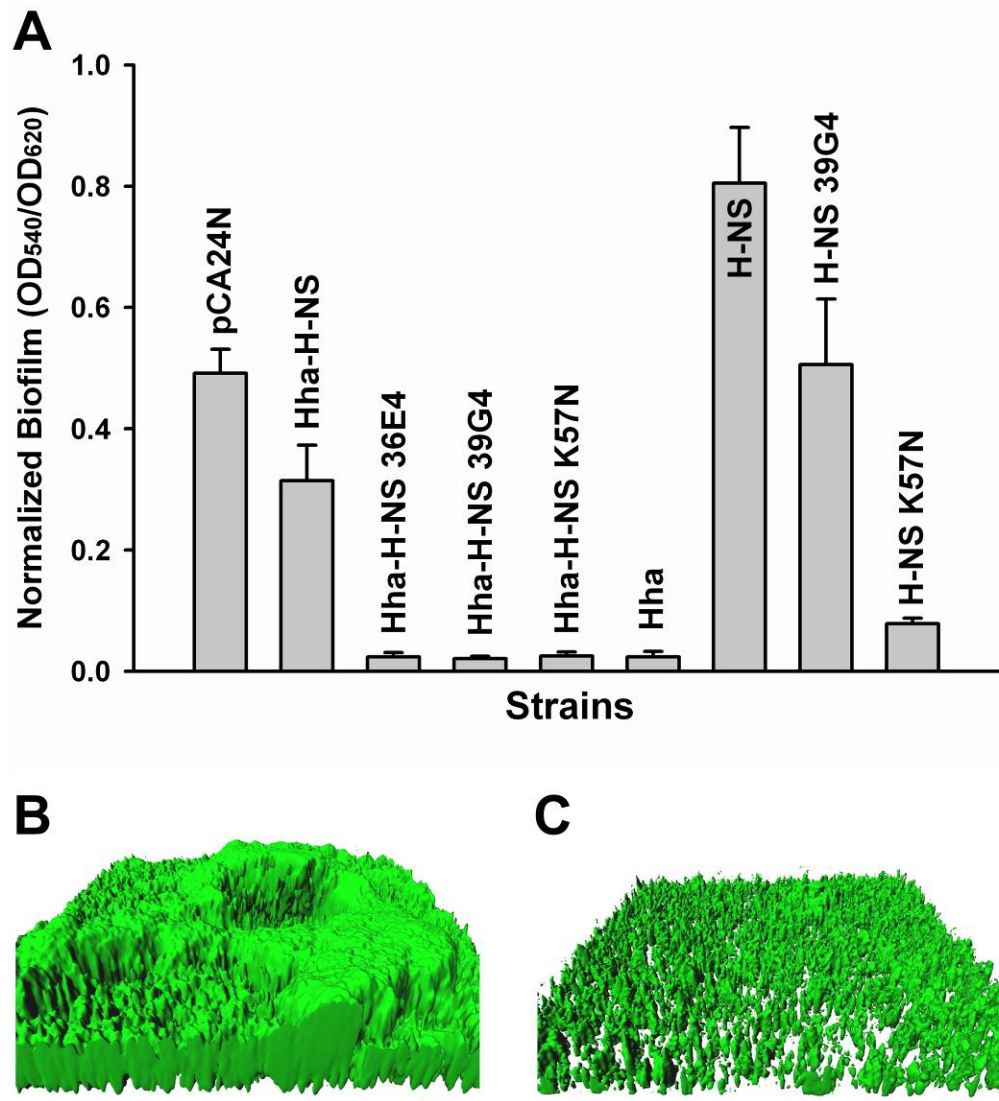 A
1.0
0.8
0.6
0.4
0.2
0.0
Normalized Biofilm (OD540/OD620)
pCA24N
Hha-H-NS
Hha-H-NS 36E4
Hha-H-NS 39G4
Hha-H-NS K57N
Hha
H-NS
H-NS 39G4
H-NS K57N
Strains
B
C